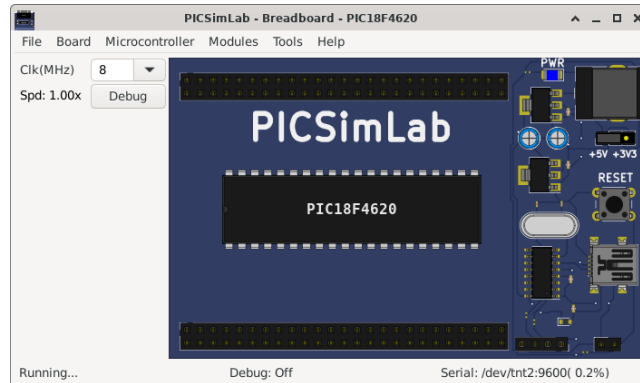 PICSimLab - Breadboard - PIC18F4620
File Board Microcontroller Modules Tools Help
Clk(MHz) 8
Spd: 1.00x Debug
PWR
PICSimLab
+5V +3V3
RESET
PIC18F4620
Running... Debug: Off Serial: /dev/tnt2:9600( 0.2%)